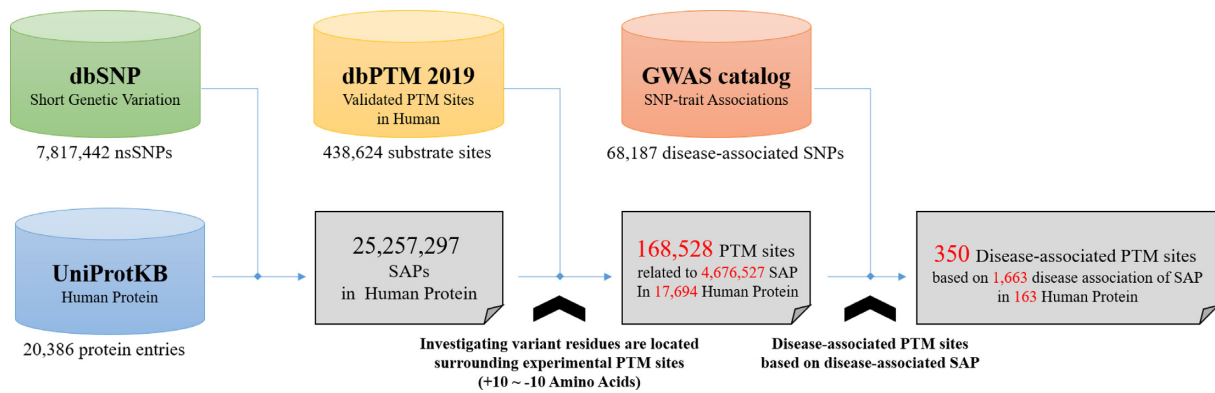 dbSNP
Short Genetic Variation
7,817,442 nsSNPs
dbPTM 2019
Validated PTM Sites
in Human
438,624 substrate sites
GWAS catalog
SNP-trait Associations
68,187 disease-associated SNPs
UniProtKB
Human Protein
20,386 protein entries
25,257,297
SAPs
in Human Protein
168,528 PTM sites
related to 4,676,527 SAP
In 17,694 Human Protein
350 Disease-associated PTM sites
based on 1,663 disease association of SAP
in 163 Human Protein
Investigating variant residues are located
surrounding experimental PTM sites
(+10 ~ -10 Amino Acids)
Disease-associated PTM sites
based on disease-associated SAP